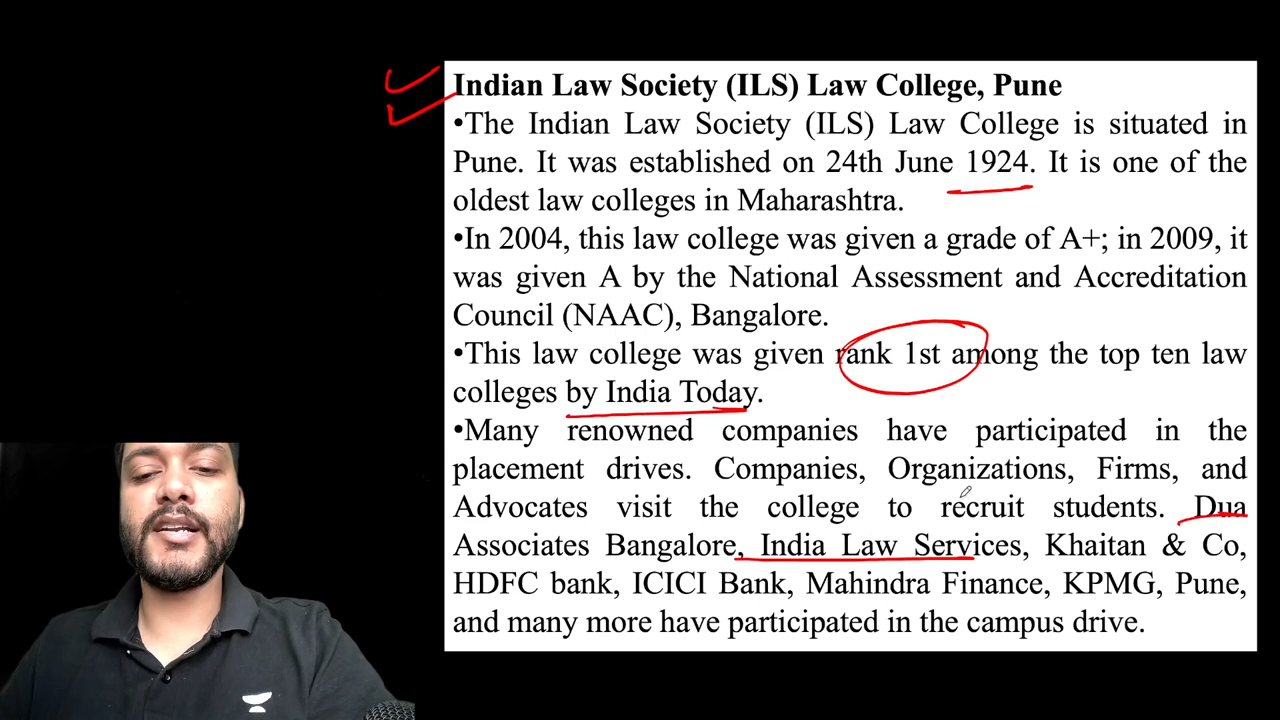 Indian Law Society (ILS) Law College, Pune
•The Indian Law Society (ILS) Law College is situated in
Pune. It was established on 24th June 1924. It is one of the
oldest law colleges in Maharashtra.
•In 2004, this law college was given a grade of A+; in 2009, it
was given A by the National Assessment and Accreditation
Council (NAAC), Bangalore.
•This law college was given rank 1st among the top ten law
colleges by India Today.
•Many renowned companies have participated in the
placement drives. Companies, Organizations, Firms, and
Advocates visit the college to recruit students. Dua
Associates Bangalore, India Law Services, Khaitan & Co,
HDFC bank, ICICI Bank, Mahindra Finance, KPMG, Pune,
and many more have participated in the campus drive.